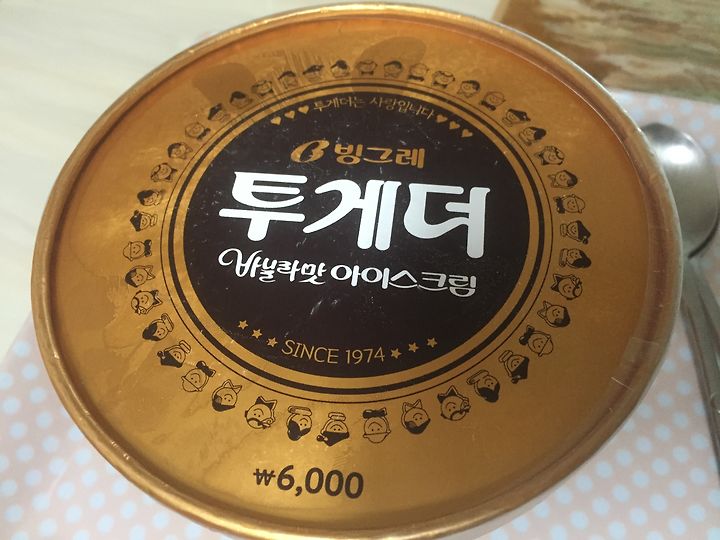 투게더는 사랑입니다
빙그레
투게더
바닐라맛 아이스크림
SINCE 1974
₩6,000